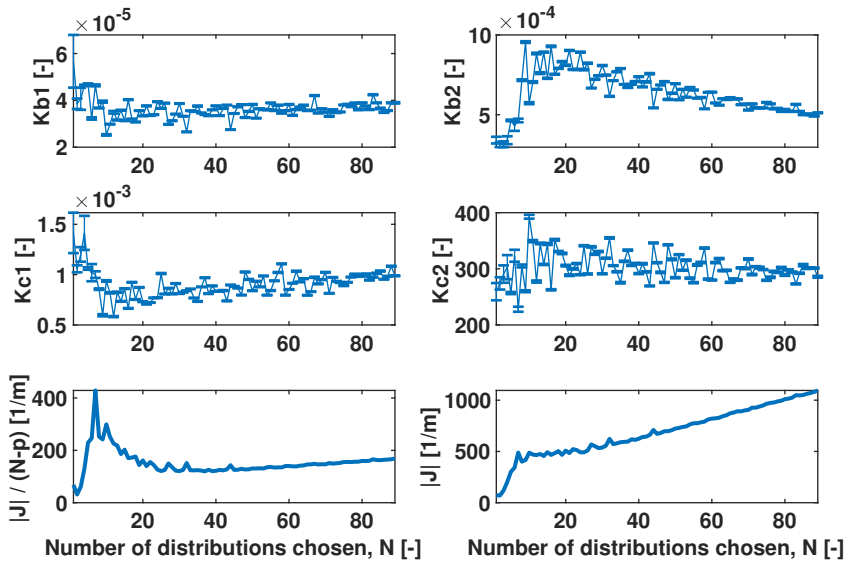 × 10⁻⁵
Kb1 [-]
6
4
2
20 40 60 80
× 10⁻⁴
Kb2 [-]
10
5
20 40 60 80
× 10⁻³
Kc1 [-]
1.5
1
0.5
20 40 60 80
Kc2 [-]
400
300
200
20 40 60 80
|J| / (N-p) [1/m]
400
200
0
20 40 60 80
Number of distributions chosen, N [-]
|J| [1/m]
1000
500
0
20 40 60 80
Number of distributions chosen, N [-]